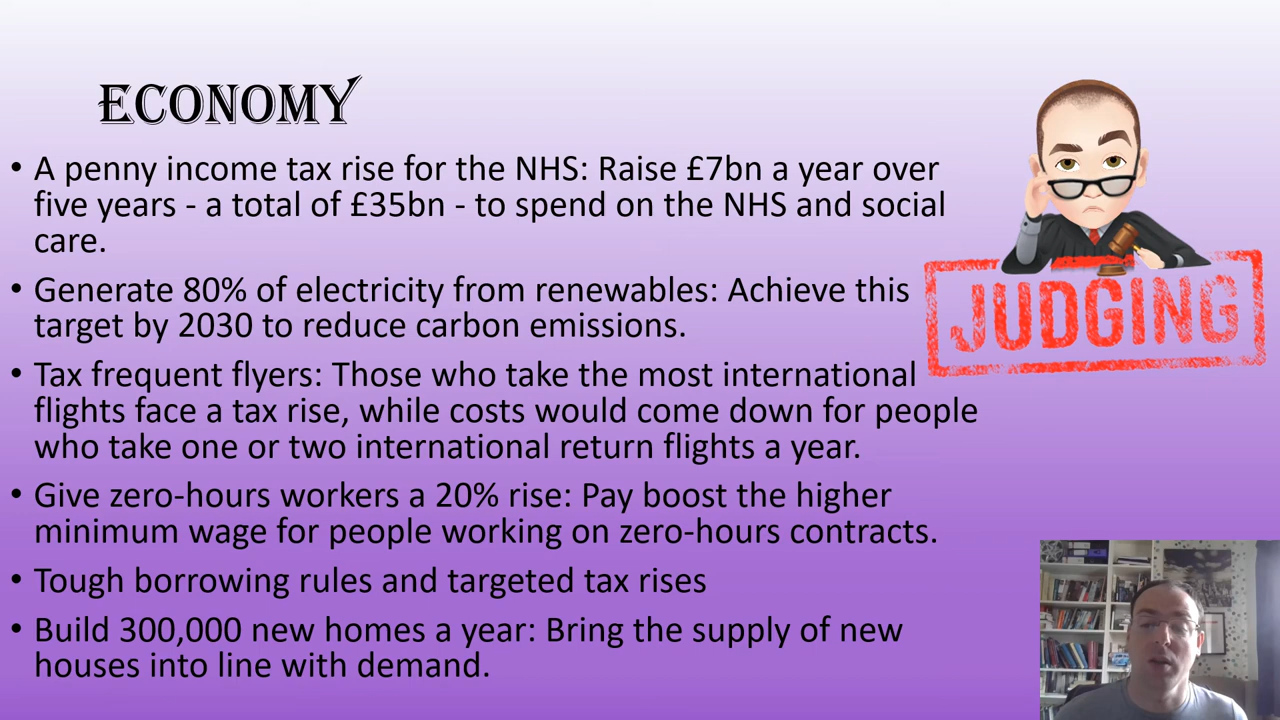 ECONOMY
• A penny income tax rise for the NHS: Raise £7bn a year over
five years - a total of £35bn - to spend on the NHS and social
care.
• Generate 80% of electricity from renewables: Achieve this
target by 2030 to reduce carbon emissions.
• Tax frequent flyers: Those who take the most international
flights face a tax rise, while costs would come down for people
who take one or two international return flights a year.
• Give zero-hours workers a 20% rise: Pay boost the higher
minimum wage for people working on zero-hours contracts.
• Tough borrowing rules and targeted tax rises
• Build 300,000 new homes a year: Bring the supply of new
houses into line with demand.
JUDGING